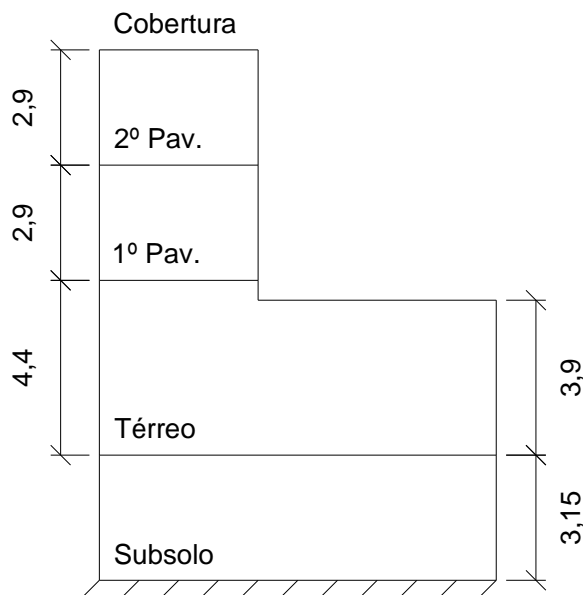 Cobertura
2,9
2º Pav.
2,9
1º Pav.
4,4
3,9
Térreo
3,15
Subsolo